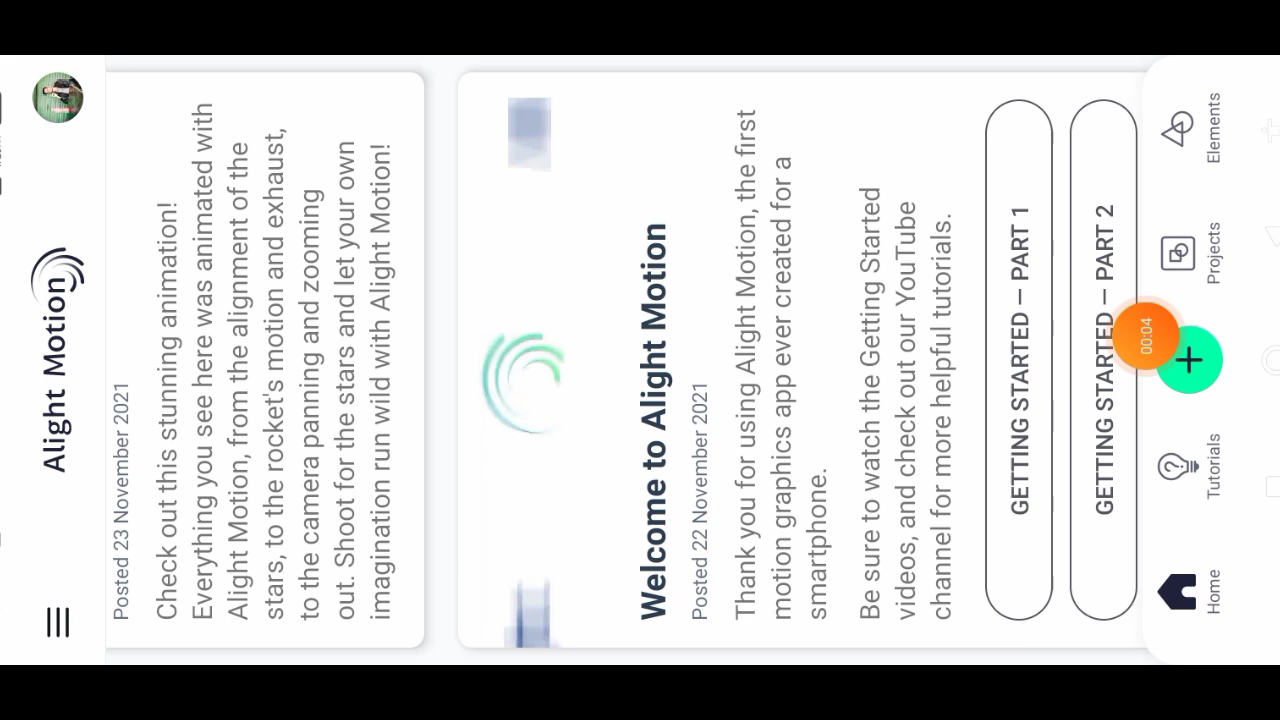 Alight Motion
Posted 23 November 2021
Check out this stunning animation!
Everything you see here was animated with
Alight Motion, from the alignment of the
stars, to the rocket's motion and exhaust,
to the camera panning and zooming
out. Shoot for the stars and let your own
imagination run wild with Alight Motion!
Welcome to Alight Motion
Posted 22 November 2021
Thank you for using Alight Motion, the first
motion graphics app ever created for a
smartphone.
Be sure to watch the Getting Started
videos, and check out our YouTube
channel for more helpful tutorials.
GETTING STARTED – PART 1
GETTING STARTED – PART 2
00:04
Home
Tutorials
Projects
Elements